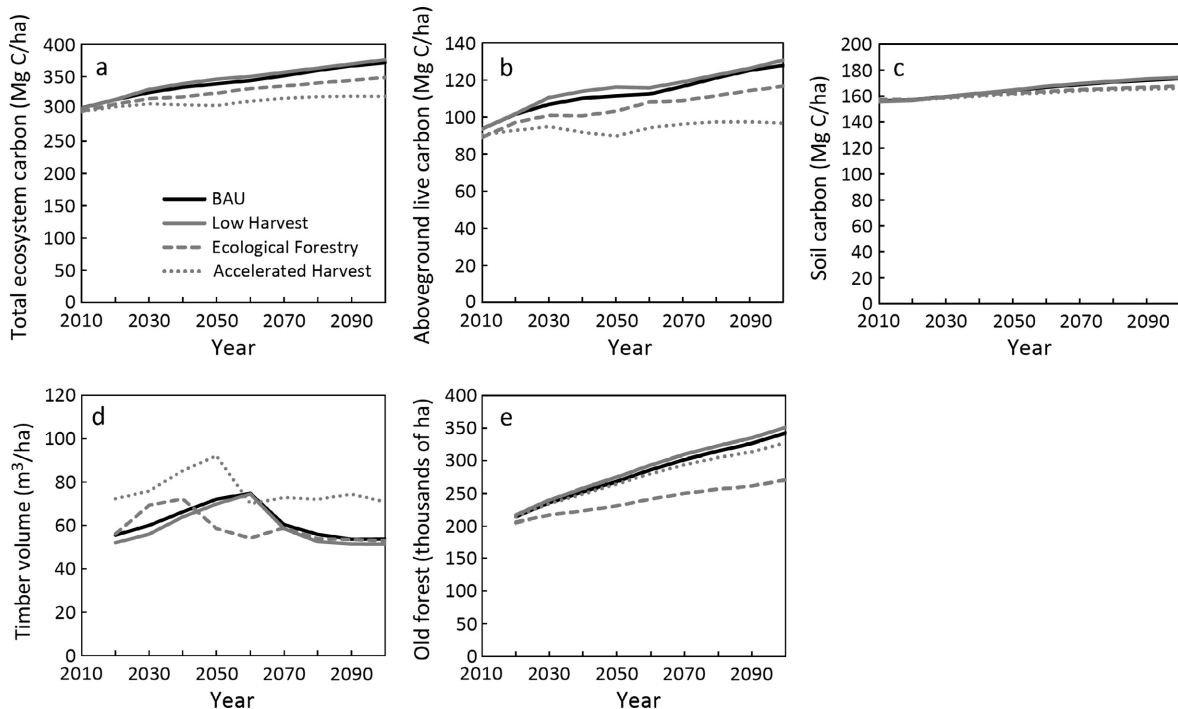 a
Total ecosystem carbon (Mg C/ha)
400
350
300
250
200
150
100
50
0
BAU
Low Harvest
Ecological Forestry
Accelerated Harvest
2010 2030 2050 2070 2090
Year
b
Aboveground live carbon (Mg C/ha)
140
120
100
80
60
40
20
0
2010 2030 2050 2070 2090
Year
c
Soil carbon (Mg C/ha)
200
180
160
140
120
100
80
60
40
20
0
2010 2030 2050 2070 2090
Year
d
Timber volume (m³/ha)
120
100
80
60
40
20
0
2010 2030 2050 2070 2090
Year
e
Old forest (thousands of ha)
400
350
300
250
200
150
100
50
0
2010 2030 2050 2070 2090
Year